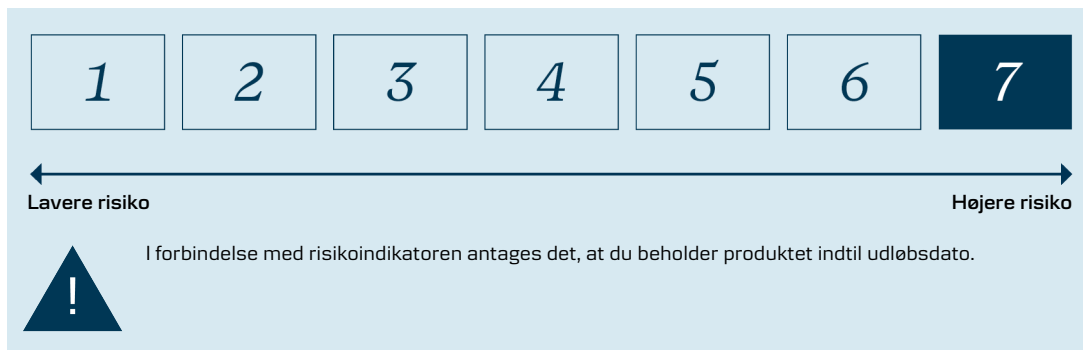 1 2 3 4 5 6 7
Lavere risiko Højere risiko
! I forbindelse med risikoindikatoren antages det, at du beholder produktet indtil udløbsdato.